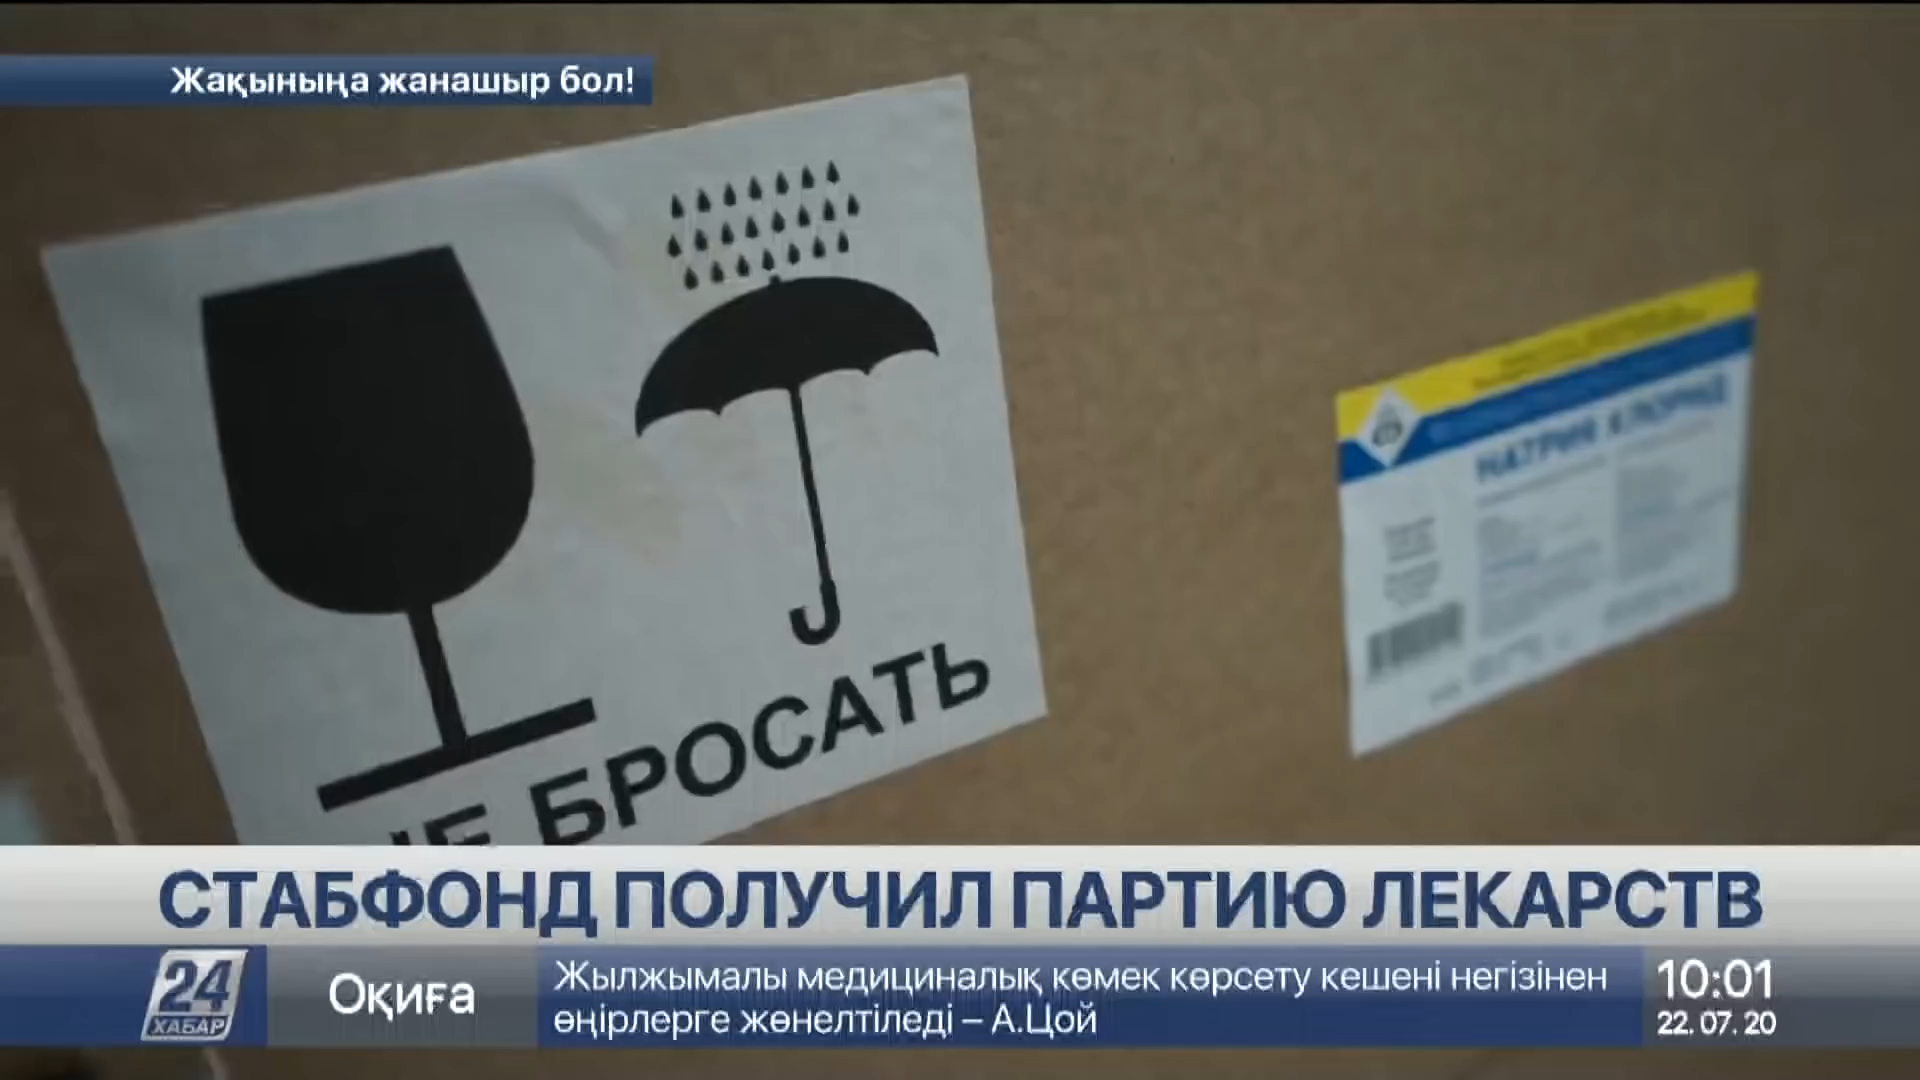 Жақыныңа жанашыр бол!
НАТРИЯ ХЛОРИД
НЕ БРОСАТЬ
СТАБФОНД ПОЛУЧИЛ ПАРТИЮ ЛЕКАРСТВ
24
ХАБАР
Оқиға
Жылжымалы медициналық көмек көрсету кешені негізінен
өңірлерге жөнелтіледі – А.Цой
10:01
22.07.20